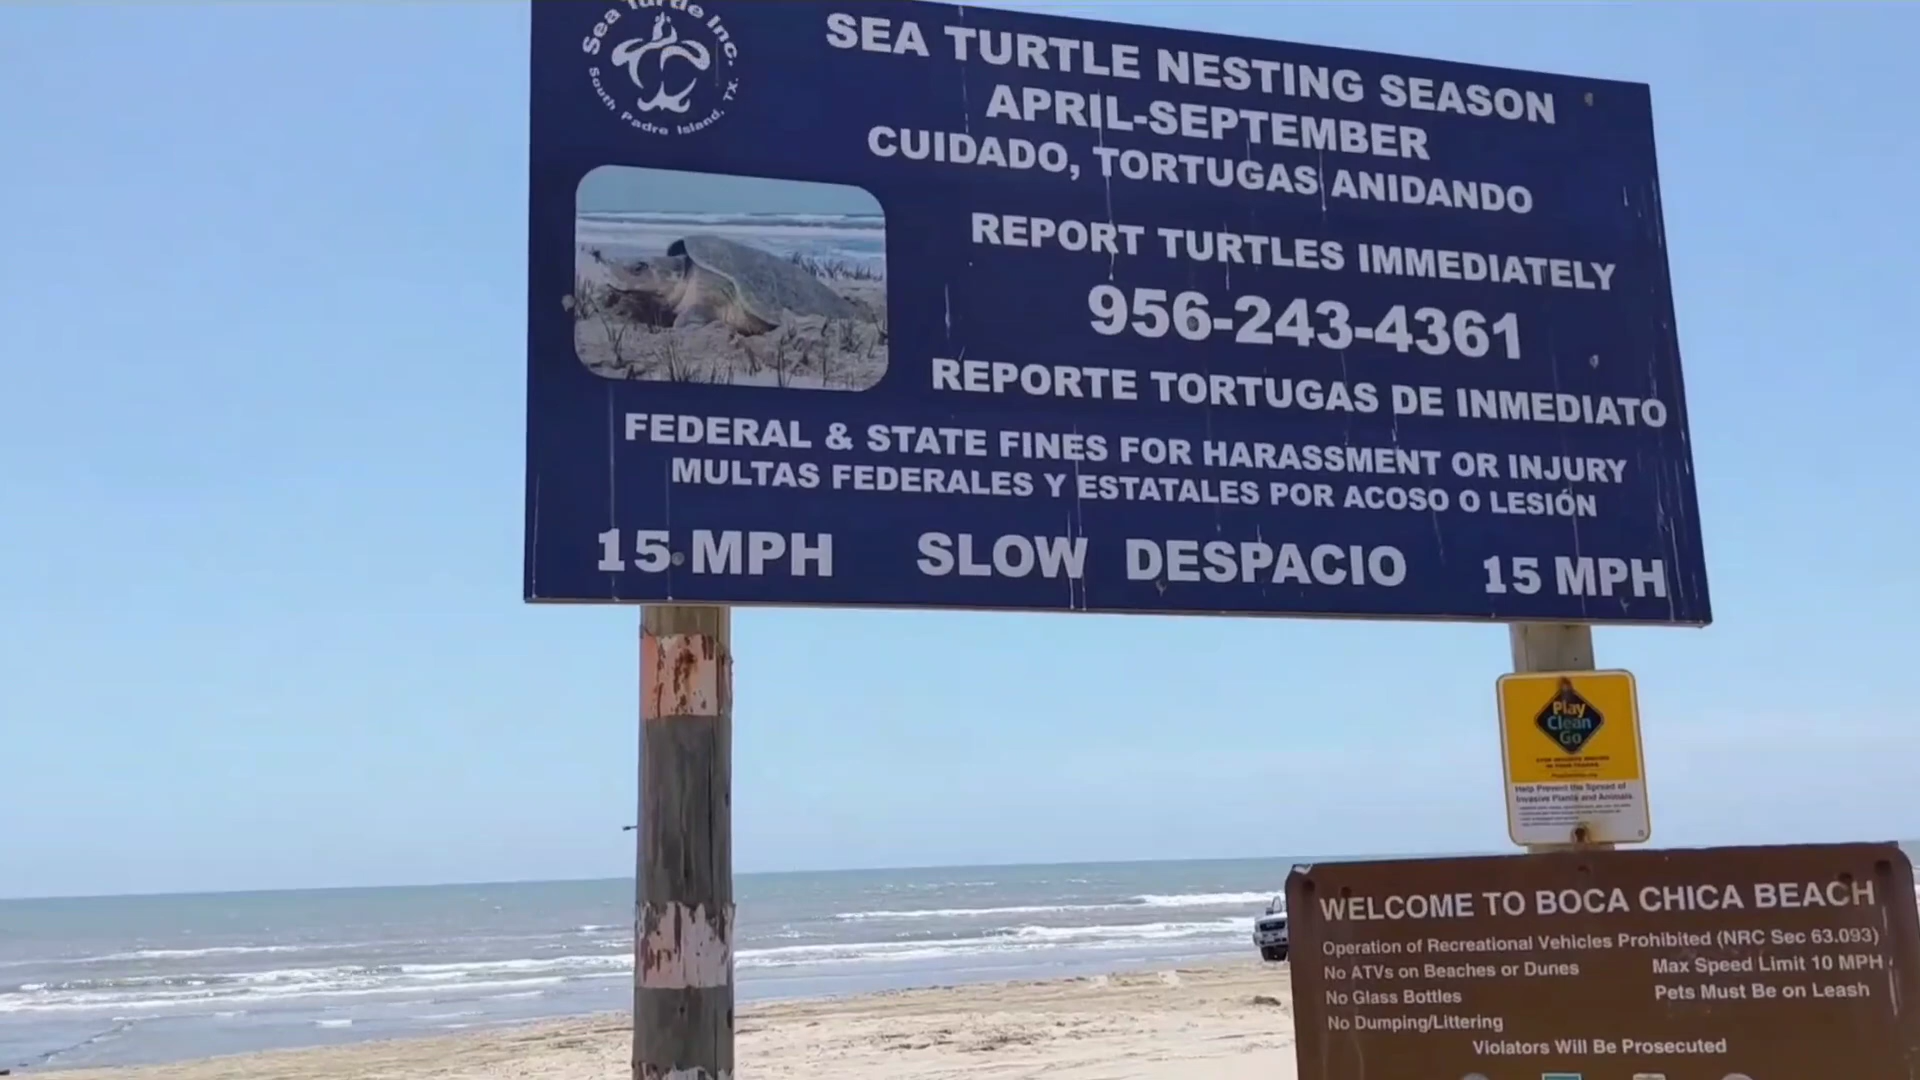 Sea Turtle Inc.
South Padre Island, TX.
SEA TURTLE NESTING SEASON
APRIL-SEPTEMBER
CUIDADO, TORTUGAS ANIDANDO
REPORT TURTLES IMMEDIATELY
956-243-4361
REPORTE TORTUGAS DE INMEDIATO
FEDERAL & STATE FINES FOR HARASSMENT OR INJURY
MULTAS FEDERALES Y ESTATALES POR ACOSO O LESIÓN
15 MPH SLOW DESPACIO 15 MPH
Play
Clean
Go
Help Prevent the Spread of
Invasive Plants and Animals
WELCOME TO BOCA CHICA BEACH
Operation of Recreational Vehicles Prohibited (NRC Sec 63.093)
No ATVs on Beaches or Dunes Max Speed Limit 10 MPH
No Glass Bottles Pets Must Be on Leash
No Dumping/Littering
Violators Will Be Prosecuted